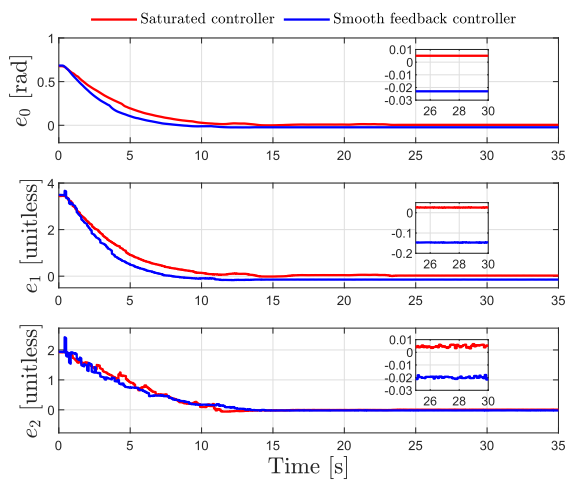 Saturated controller Smooth feedback controller
e0 [rad]
1
0.5
0
0.01
0
-0.01
-0.02
-0.03
26 28 30
0 5 10 15 20 25 30 35
e1 [unitless]
4
2
0
0
-0.1
-0.2
26 28 30
0 5 10 15 20 25 30 35
e2 [unitless]
2
1
0
0.01
0
-0.01
-0.02
-0.03
26 28 30
0 5 10 15 20 25 30 35
Time [s]